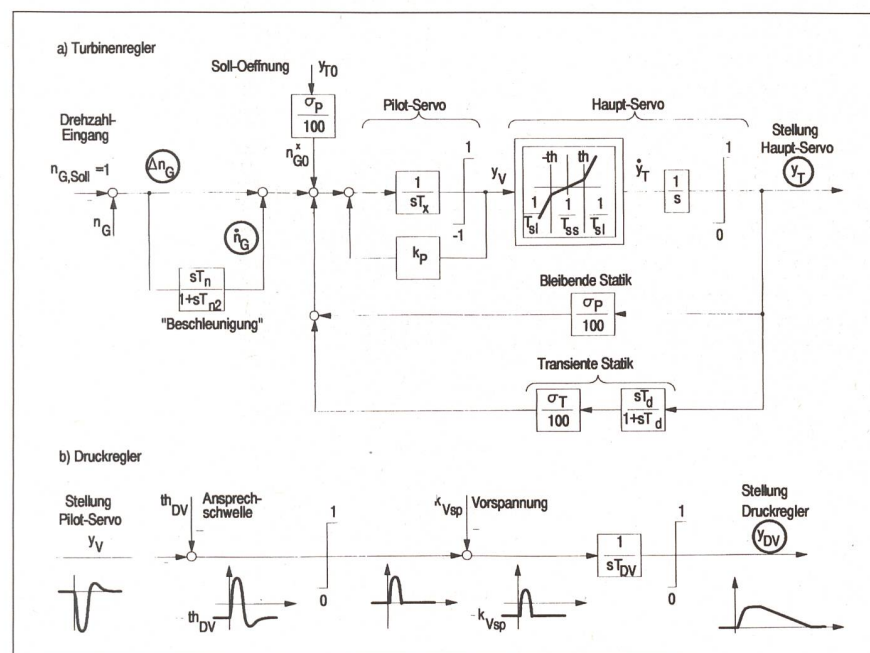 a) Turbinenregler
Soll-Oeffnung
y_T0
σ_P
100
n_G0^x
Drehzahl-
Eingang
n_G,Soll =1
n_G
Δn_G
ṅ_G
sT_n
1+sT_n2
"Beschleunigung"
Pilot-Servo
1
sT_x
1
-1
k_P
y_V
Haupt-Servo
-th
th
1
T_sl
1
T_ss
1
T_sl
ẏ_T
1
s
1
0
Stellung
Haupt-Servo
y_T
Bleibende Statik
σ_P
100
Transiente Statik
σ_T
100
sT_d
1+sT_d
b) Druckregler
Stellung
Pilot-Servo
y_V
th_DV
Ansprech-
schwelle
1
0
k_Vsp
Vorspannung
1
sT_DV
1
0
Stellung
Druckregler
y_DV
-th_DV
-k_Vsp